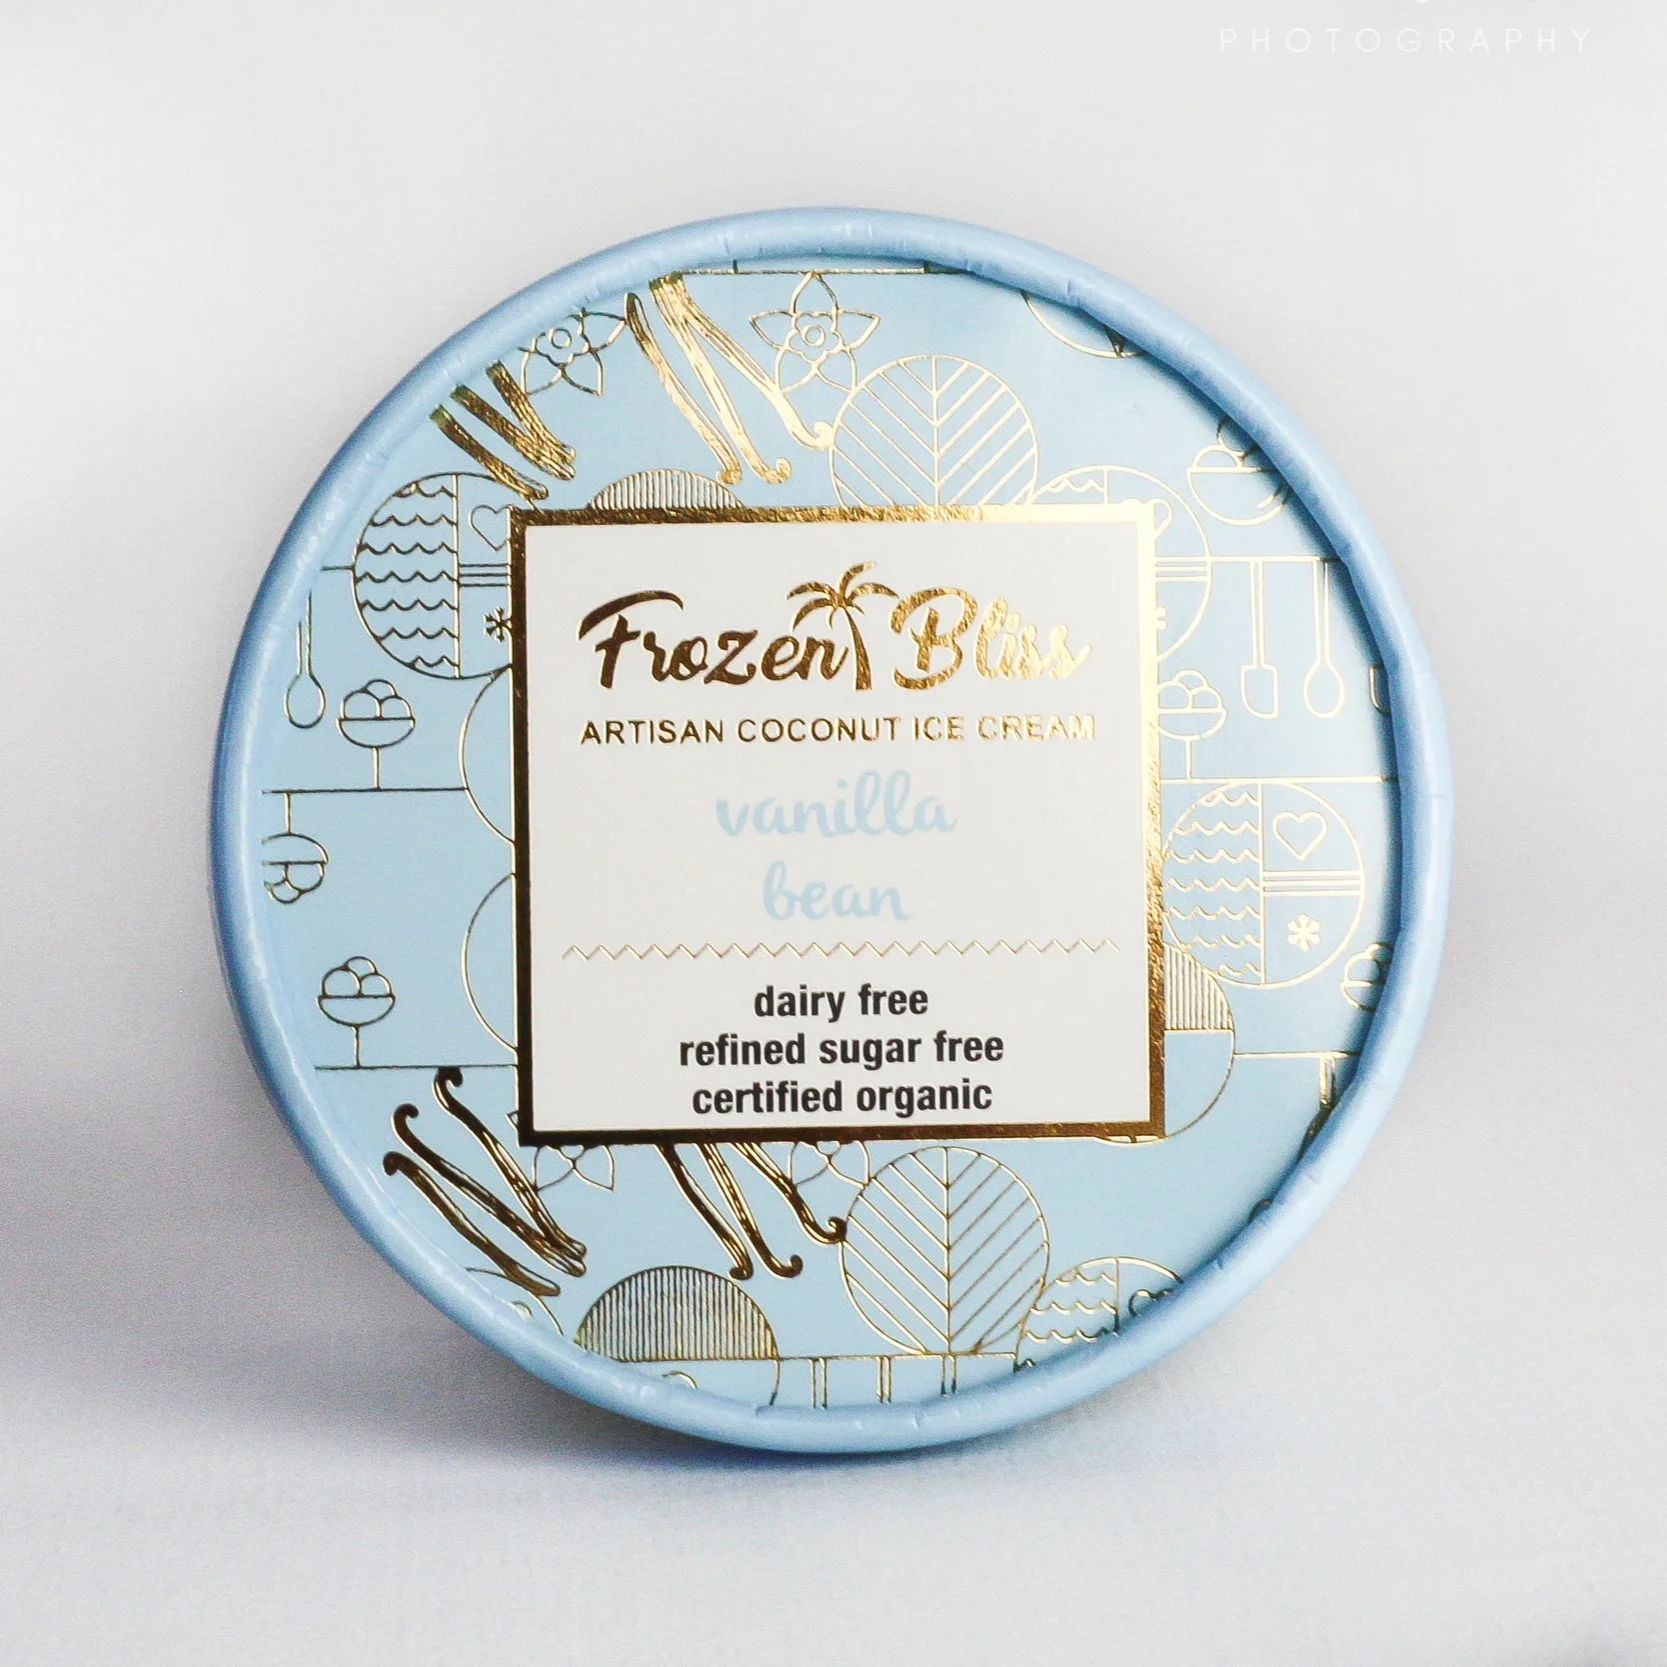 PHOTOGRAPHY
Frozen Bliss
ARTISAN COCONUT ICE CREAM
vanilla
bean
dairy free
refined sugar free
certified organic